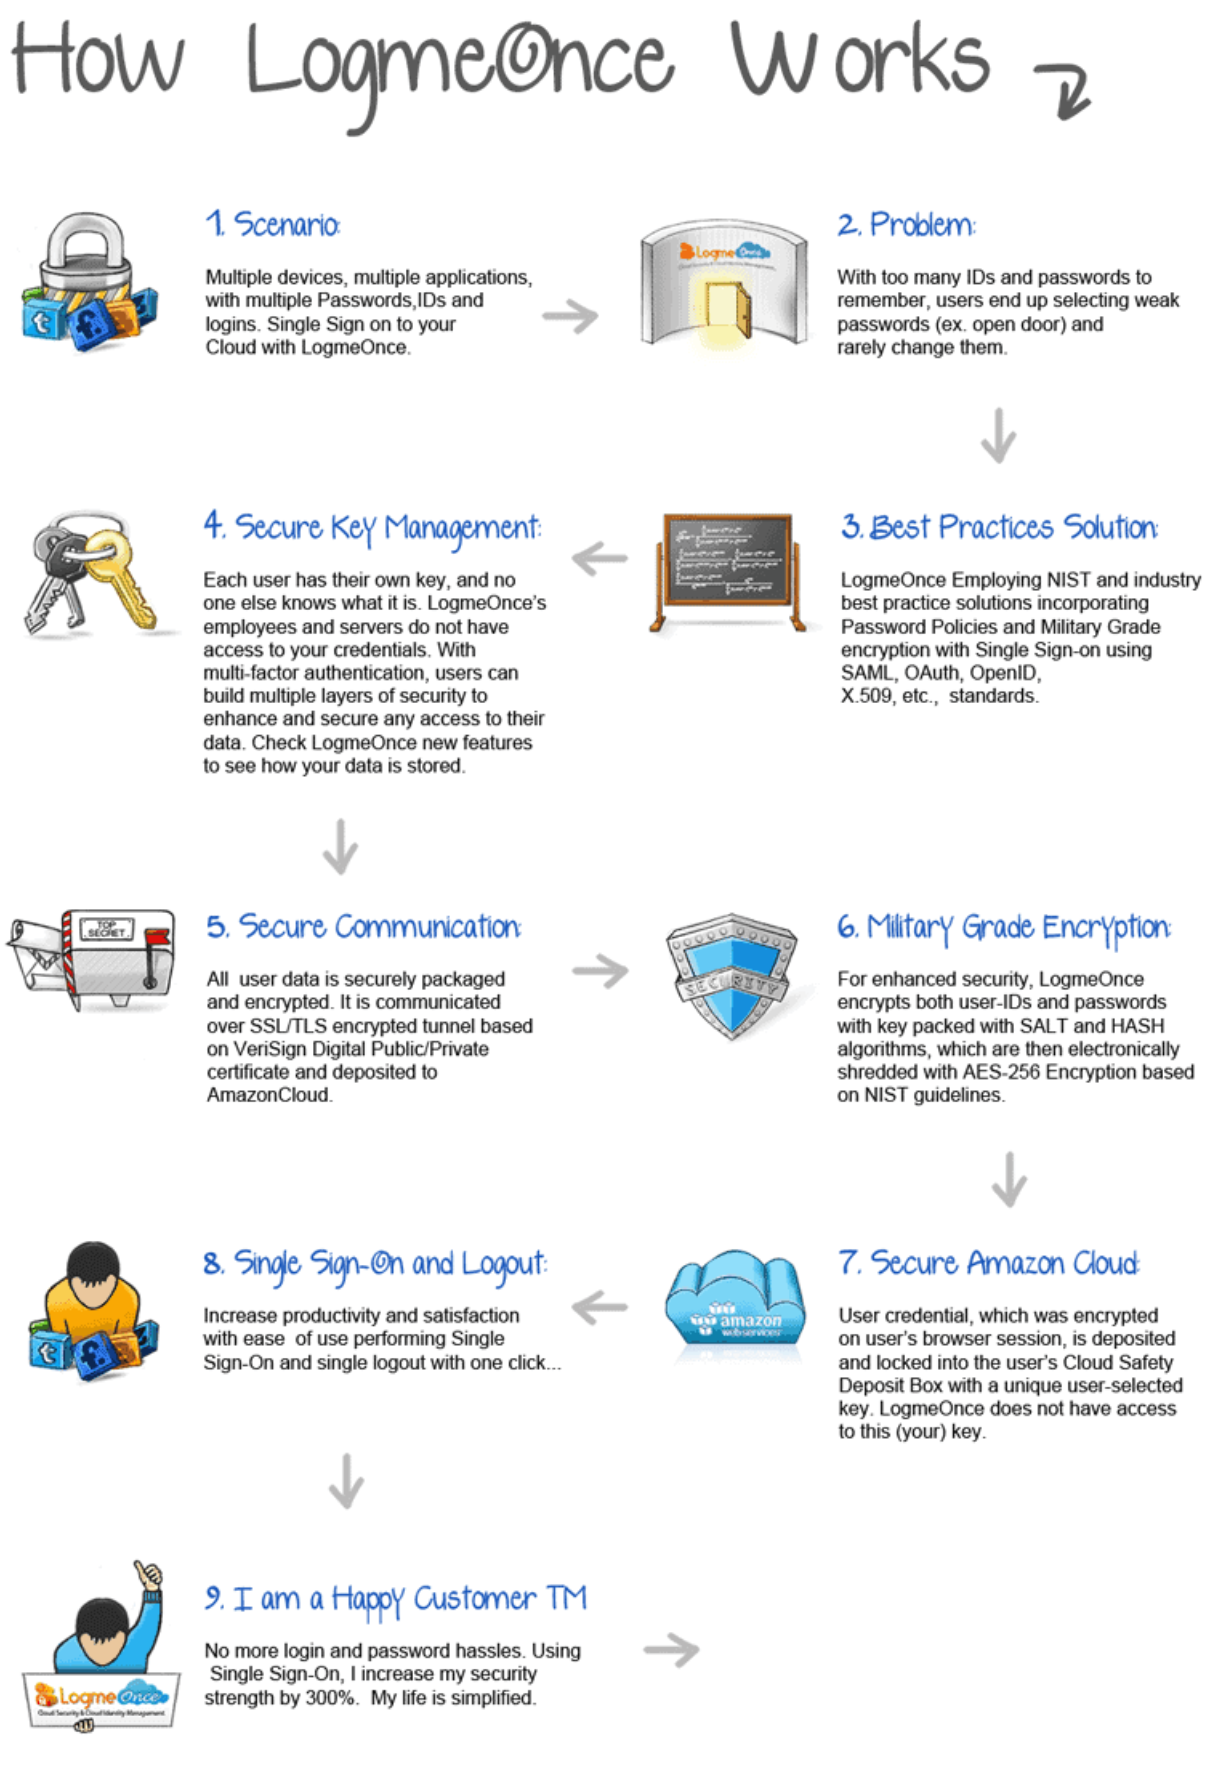 How LogmeOnce Works
1. Scenario:
Multiple devices, multiple applications,
with multiple Passwords,IDs and
logins. Single Sign on to your
Cloud with LogmeOnce.
LogmeOnce
2. Problem:
With too many IDs and passwords to
remember, users end up selecting weak
passwords (ex. open door) and
rarely change them.
3. Best Practices Solution:
LogmeOnce Employing NIST and industry
best practice solutions incorporating
Password Policies and Military Grade
encryption with Single Sign-on using
SAML, OAuth, OpenID,
X.509, etc., standards.
4. Secure Key Management:
Each user has their own key, and no
one else knows what it is. LogmeOnce's
employees and servers do not have
access to your credentials. With
multi-factor authentication, users can
build multiple layers of security to
enhance and secure any access to their
data. Check LogmeOnce new features
to see how your data is stored.
TOP
SECRET
5. Secure Communication:
All user data is securely packaged
and encrypted. It is communicated
over SSL/TLS encrypted tunnel based
on VeriSign Digital Public/Private
certificate and deposited to
AmazonCloud.
SECURITY
6. Military Grade Encryption:
For enhanced security, LogmeOnce
encrypts both user-IDs and passwords
with key packed with SALT and HASH
algorithms, which are then electronically
shredded with AES-256 Encryption based
on NIST guidelines.
amazon
webservices
7. Secure Amazon Cloud:
User credential, which was encrypted
on user's browser session, is deposited
and locked into the user's Cloud Safety
Deposit Box with a unique user-selected
key. LogmeOnce does not have access
to this (your) key.
8. Single Sign-On and Logout:
Increase productivity and satisfaction
with ease of use performing Single
Sign-On and single logout with one click...
9. I am a Happy Customer TM
No more login and password hassles. Using
Single Sign-On, I increase my security
strength by 300%. My life is simplified.
LogmeOnce
Cloud Security & Cloud Identity Management